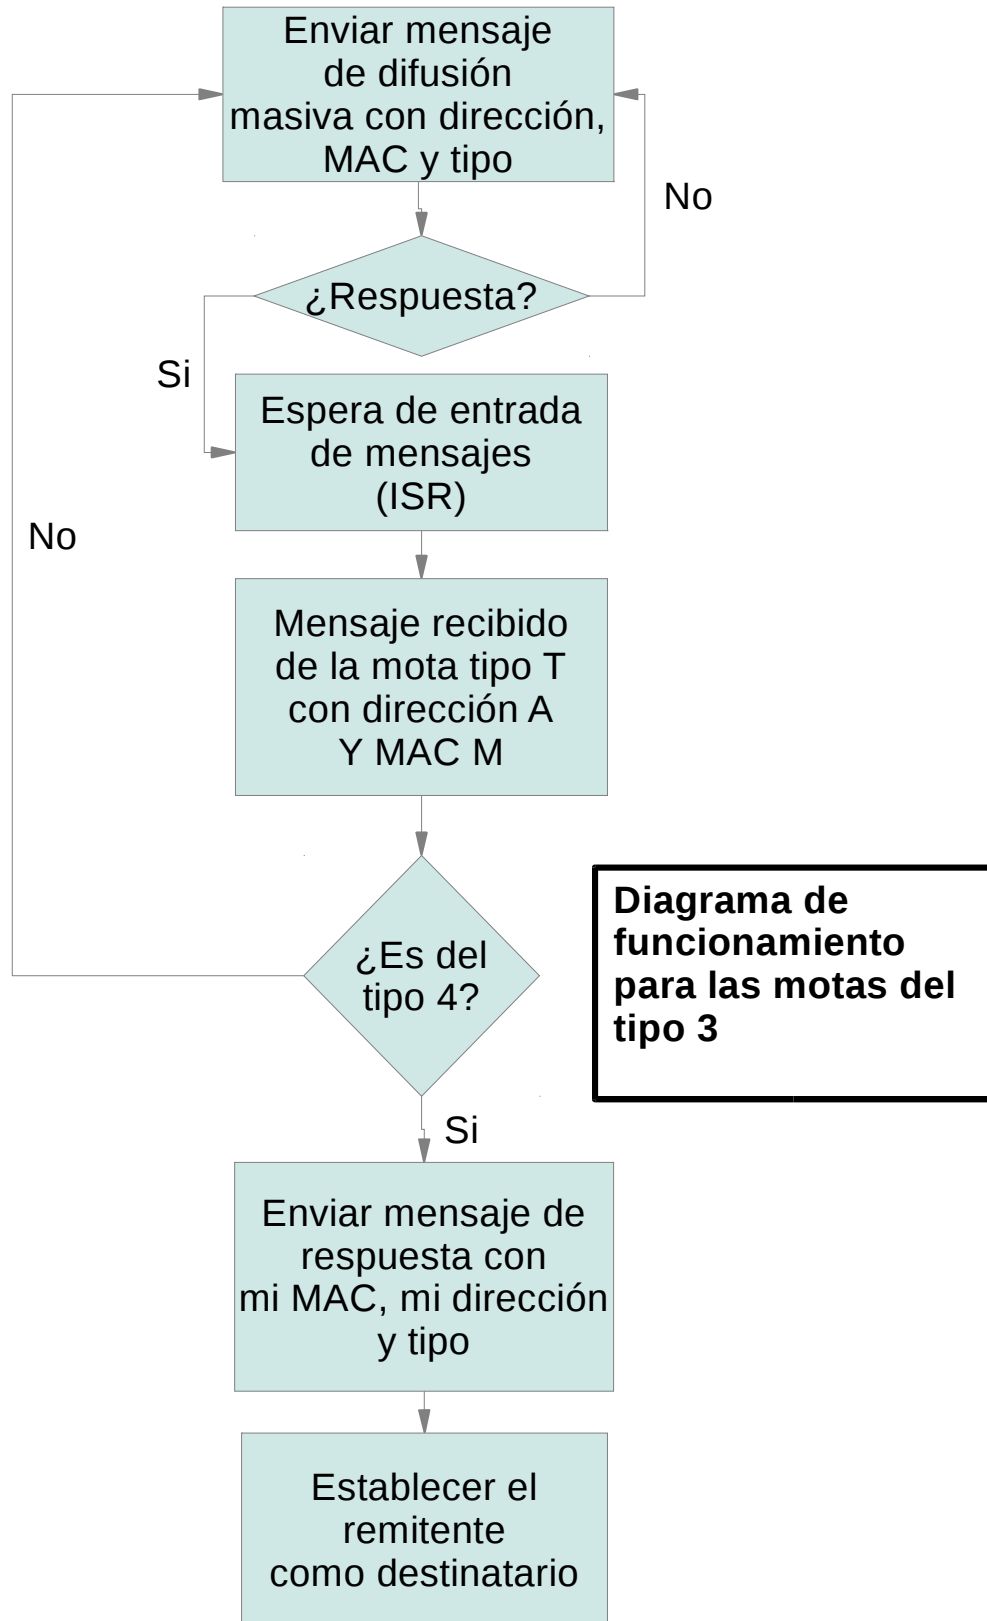 Enviar mensaje
de difusión
masiva con dirección,
MAC y tipo
No
¿Respuesta?
Si
Espera de entrada
de mensajes
(ISR)
No
Mensaje recibido
de la mota tipo T
con dirección A
Y MAC M
¿Es del
tipo 4?
Diagrama de
funcionamiento
para las motas del
tipo 3
Si
Enviar mensaje de
respuesta con
mi MAC, mi dirección
y tipo
Establecer el
remitente
como destinatario